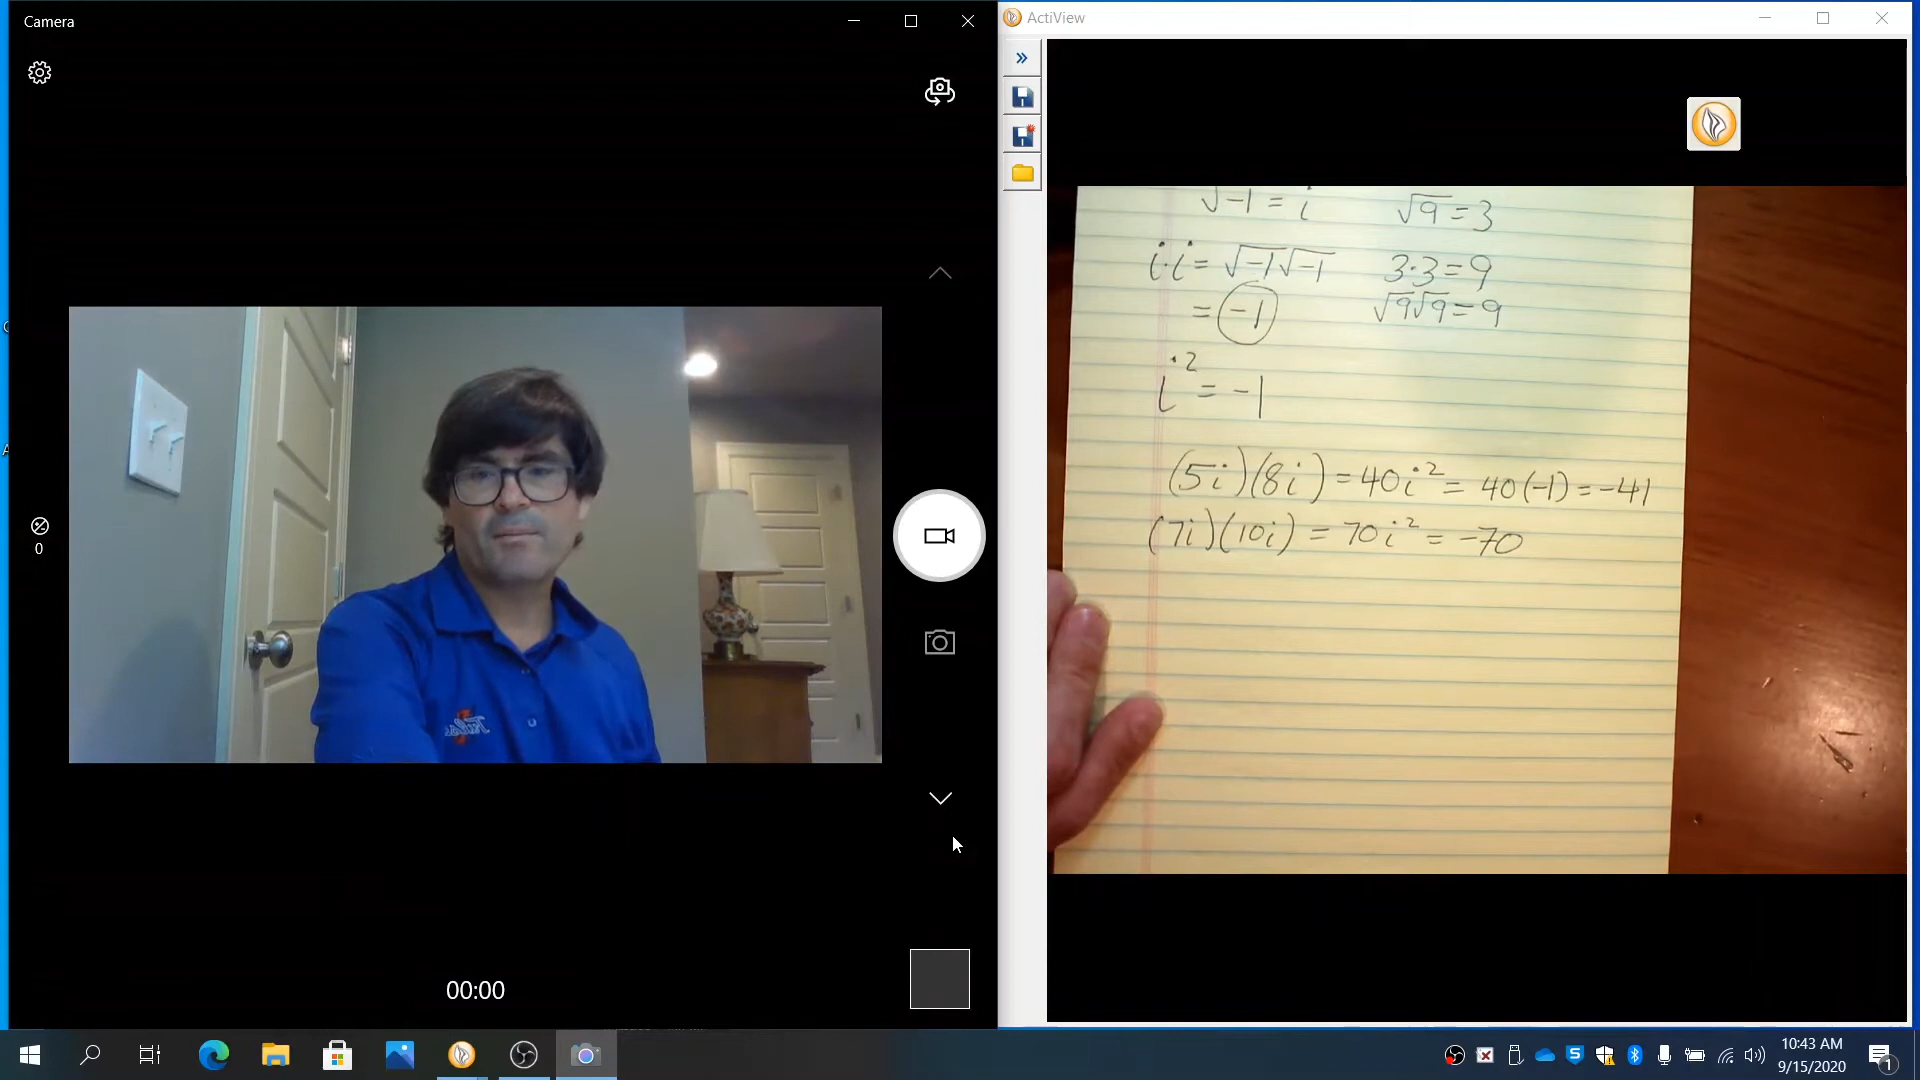 Camera
ActiView
√-1 = i
√9 = 3
i·i = √-1√-1
3·3=9
= -1
√9√9 = 9
i² = -1
(5i)(8i) = 40i² = 40(-1) = -41
(7i)(10i) = 70i² = -70
0
00:00
10:43 AM
9/15/2020
1